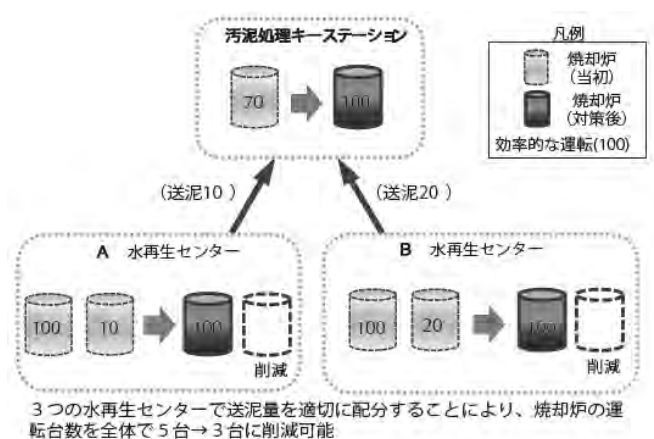 汚泥処理キーステーション
70
100
凡例
焼却炉
（当初）
焼却炉
（対策後）
効率的な運転(100)
（送泥10 ）
（送泥20 ）
A 水再生センター
100
10
100
削減
B 水再生センター
100
20
100
削減
３つの水再生センターで送泥量を適切に配分することにより、焼却炉の運
転台数を全体で５台→３台に削減可能